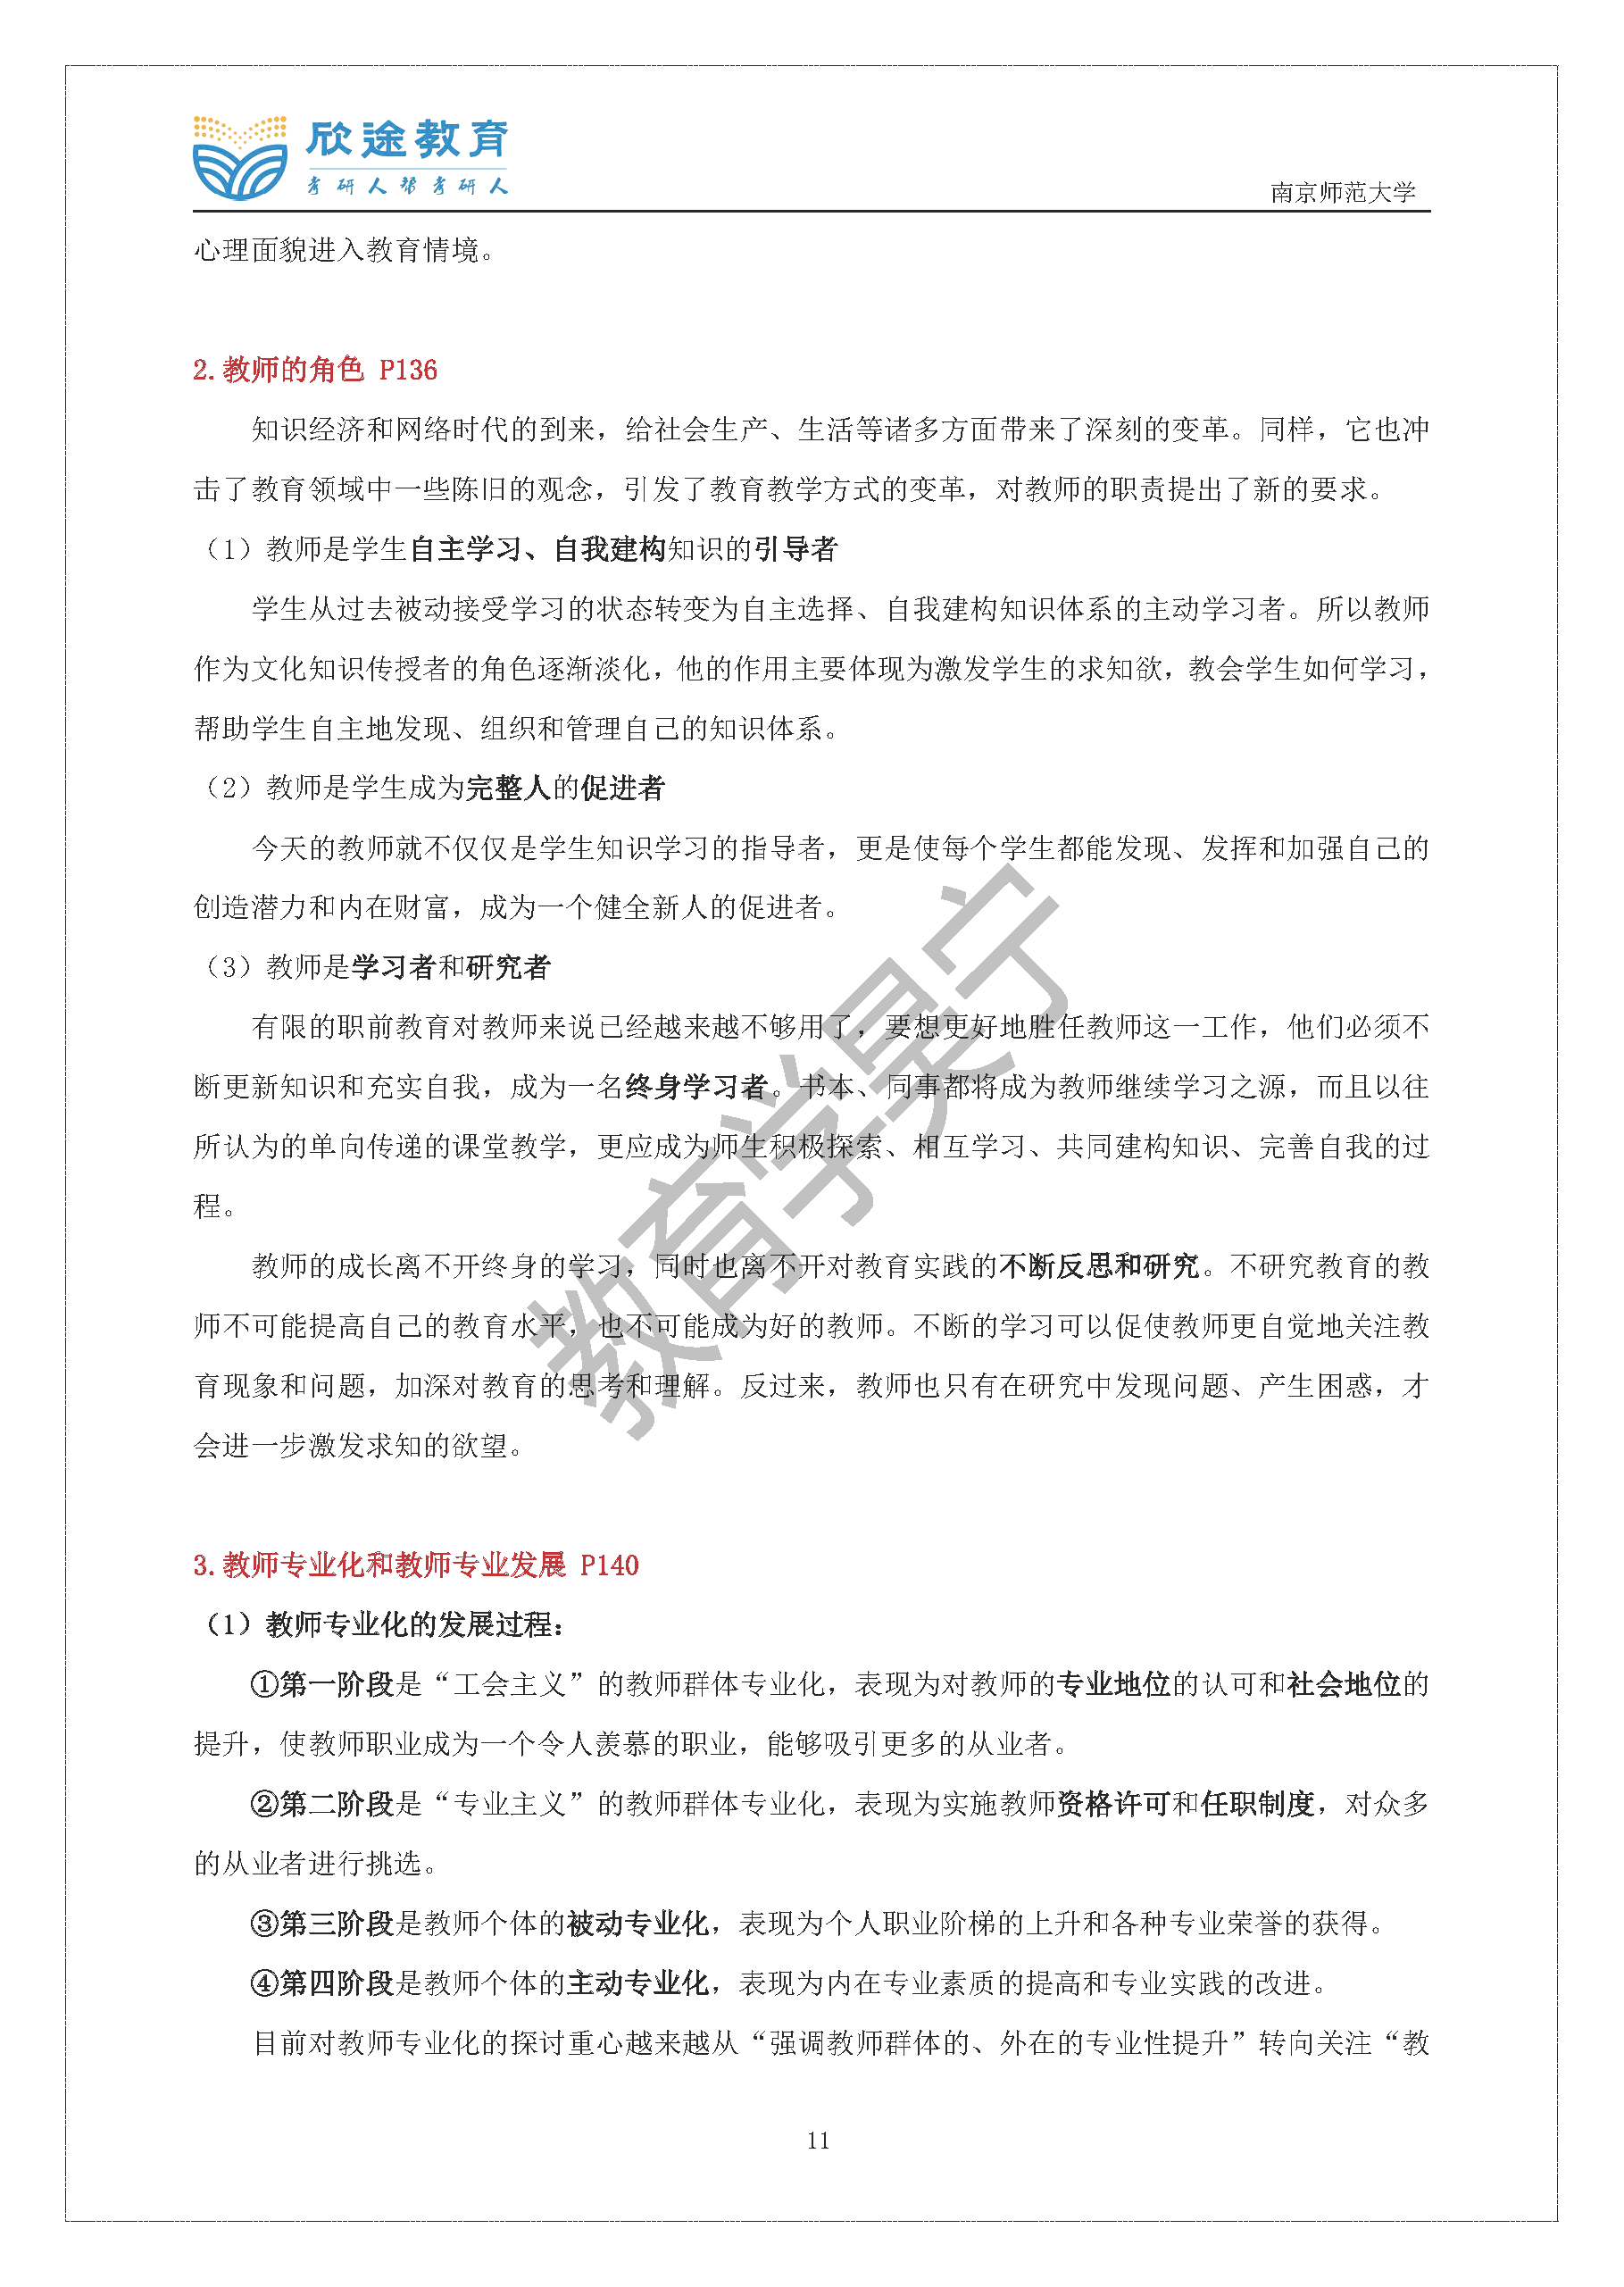 欣途教育
考研人帮考研人
南京师范大学
心理面貌进入教育情境。
2.教师的角色 P136
知识经济和网络时代的到来，给社会生产、生活等诸多方面带来了深刻的变革。同样，它也冲
击了教育领域中一些陈旧的观念，引发了教育教学方式的变革，对教师的职责提出了新的要求。
（1）教师是学生自主学习、自我建构知识的引导者
学生从过去被动接受学习的状态转变为自主选择、自我建构知识体系的主动学习者。所以教师
作为文化知识传授者的角色逐渐淡化，他的作用主要体现为激发学生的求知欲，教会学生如何学习，
帮助学生自主地发现、组织和管理自己的知识体系。
（2）教师是学生成为完整人的促进者
今天的教师就不仅仅是学生知识学习的指导者，更是使每个学生都能发现、发挥和加强自己的
创造潜力和内在财富，成为一个健全新人的促进者。
（3）教师是学习者和研究者
有限的职前教育对教师来说已经越来越不够用了，要想更好地胜任教师这一工作，他们必须不
断更新知识和充实自我，成为一名终身学习者。书本、同事都将成为教师继续学习之源，而且以往
所认为的单向传递的课堂教学，更应成为师生积极探索、相互学习、共同建构知识、完善自我的过
程。
教师的成长离不开终身的学习，同时也离不开对教育实践的不断反思和研究。不研究教育的教
师不可能提高自己的教育水平，也不可能成为好的教师。不断的学习可以促使教师更自觉地关注教
育现象和问题，加深对教育的思考和理解。反过来，教师也只有在研究中发现问题、产生困惑，才
会进一步激发求知的欲望。
教育学昊宁
3.教师专业化和教师专业发展 P140
（1）教师专业化的发展过程：
①第一阶段是“工会主义”的教师群体专业化，表现为对教师的专业地位的认可和社会地位的
提升，使教师职业成为一个令人羡慕的职业，能够吸引更多的从业者。
②第二阶段是“专业主义”的教师群体专业化，表现为实施教师资格许可和任职制度，对众多
的从业者进行挑选。
③第三阶段是教师个体的被动专业化，表现为个人职业阶梯的上升和各种专业荣誉的获得。
④第四阶段是教师个体的主动专业化，表现为内在专业素质的提高和专业实践的改进。
目前对教师专业化的探讨重心越来越从“强调教师群体的、外在的专业性提升”转向关注“教
11